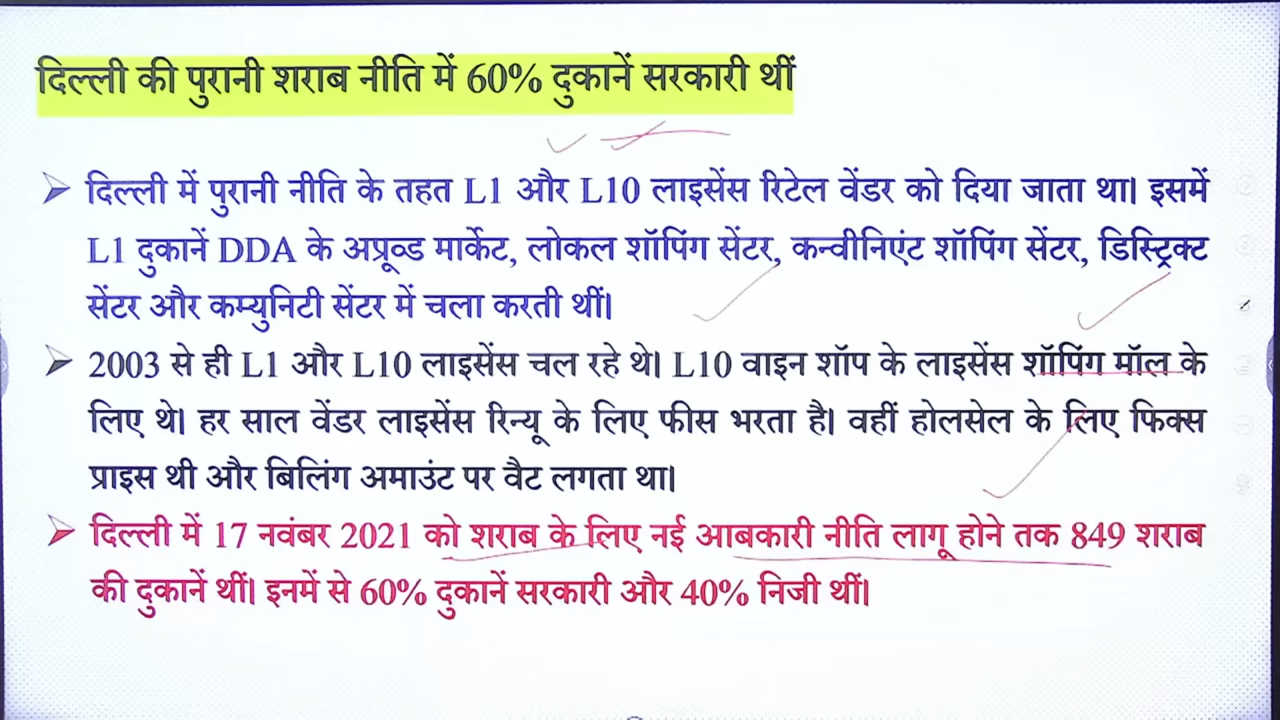 दिल्ली की पुरानी शराब नीति में 60% दुकानें सरकारी थीं
दिल्ली में पुरानी नीति के तहत L1 और L10 लाइसेंस रिटेल वेंडर को दिया जाता था। इसमें
L1 दुकानें DDA के अप्रूव्ड मार्केट, लोकल शॉपिंग सेंटर, कन्वीनिएंट शॉपिंग सेंटर, डिस्ट्रिक्ट
सेंटर और कम्युनिटी सेंटर में चला करती थीं।
2003 से ही L1 और L10 लाइसेंस चल रहे थे। L10 वाइन शॉप के लाइसेंस शॉपिंग मॉल के
लिए थे। हर साल वेंडर लाइसेंस रिन्यू के लिए फीस भरता है। वहीं होलसेल के लिए फिक्स
प्राइस थी और बिलिंग अमाउंट पर वैट लगता था।
दिल्ली में 17 नवंबर 2021 को शराब के लिए नई आबकारी नीति लागू होने तक 849 शराब
की दुकानें थीं। इनमें से 60% दुकानें सरकारी और 40% निजी थीं।